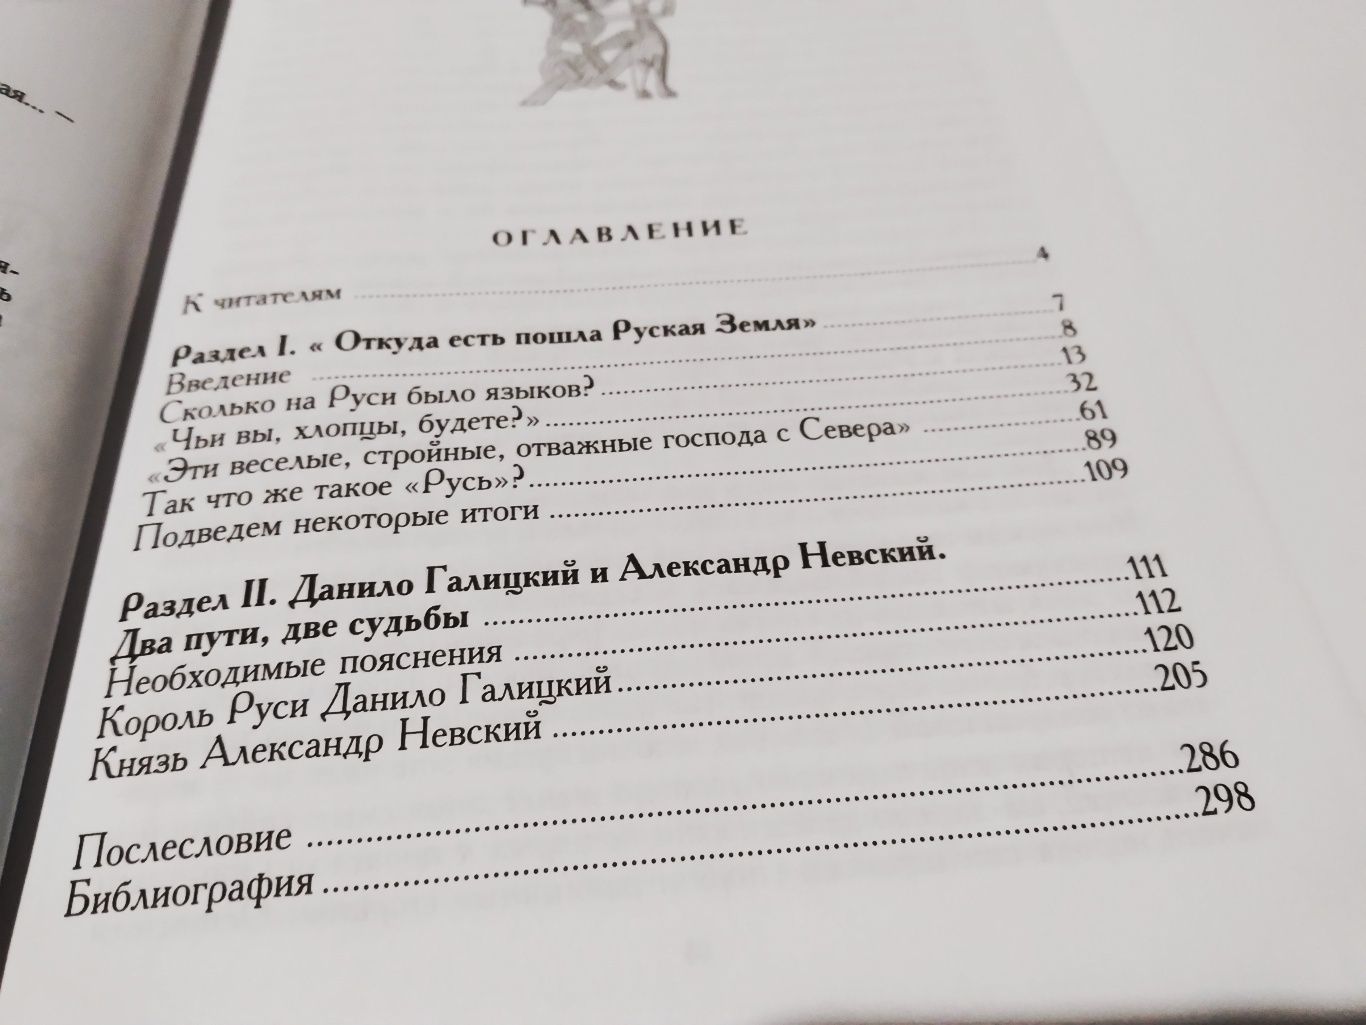 ая... –
я-
ь
ОГЛАВЛЕНИЕ
К читателям ... 4
Раздел I. « Откуда есть пошла Руская Земля» ... 7
Введение ... 8
Сколько на Руси было языков? ... 13
«Чьи вы, хлопцы, будете?» ... 32
«Эти веселые, стройные, отважные господа с Севера» ... 61
Так что же такое «Русь»? ... 89
Подведем некоторые итоги ... 109
Раздел II. Данило Галицкий и Александр Невский.
Два пути, две судьбы ... 111
Необходимые пояснения ... 112
Король Руси Данило Галицкий ... 120
Князь Александр Невский ... 205
Послесловие ... 286
Библиография ... 298